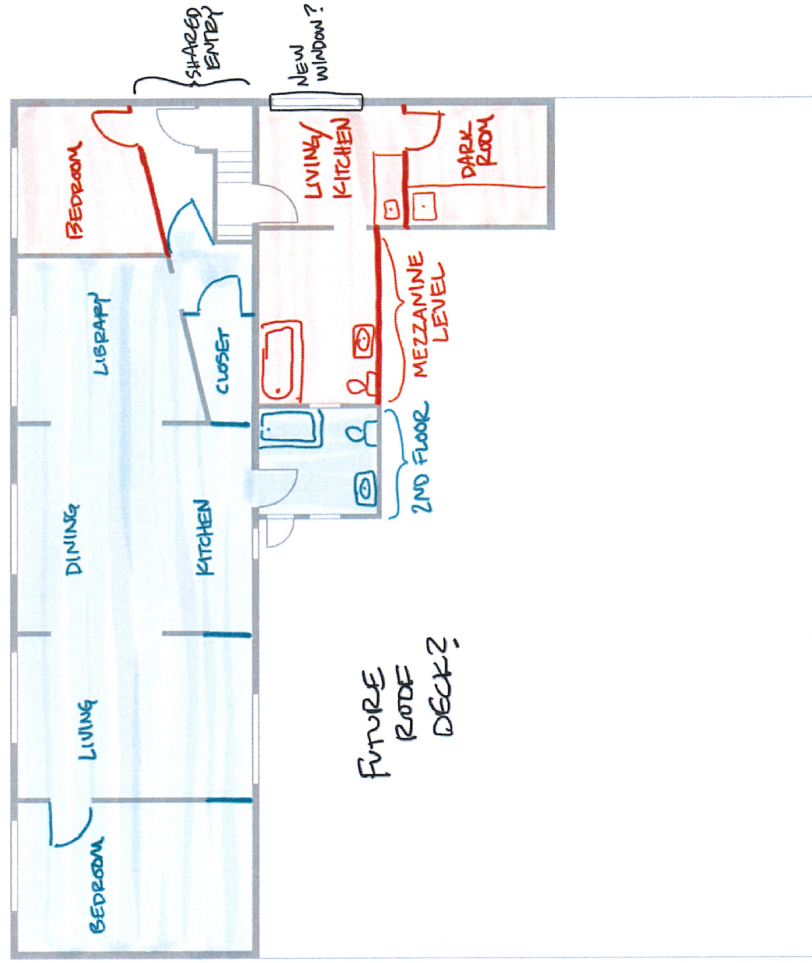 BEDROOM
LIVING
DINING
LIBRARY
BEDROOM
SHARED
ENTRY
KITCHEN
CLOSET
LIVING/
KITCHEN
NEW
WINDOW?
2ND FLOOR
MEZZANINE
LEVEL
DARK
ROOM
FUTURE
ROOF
DECK?